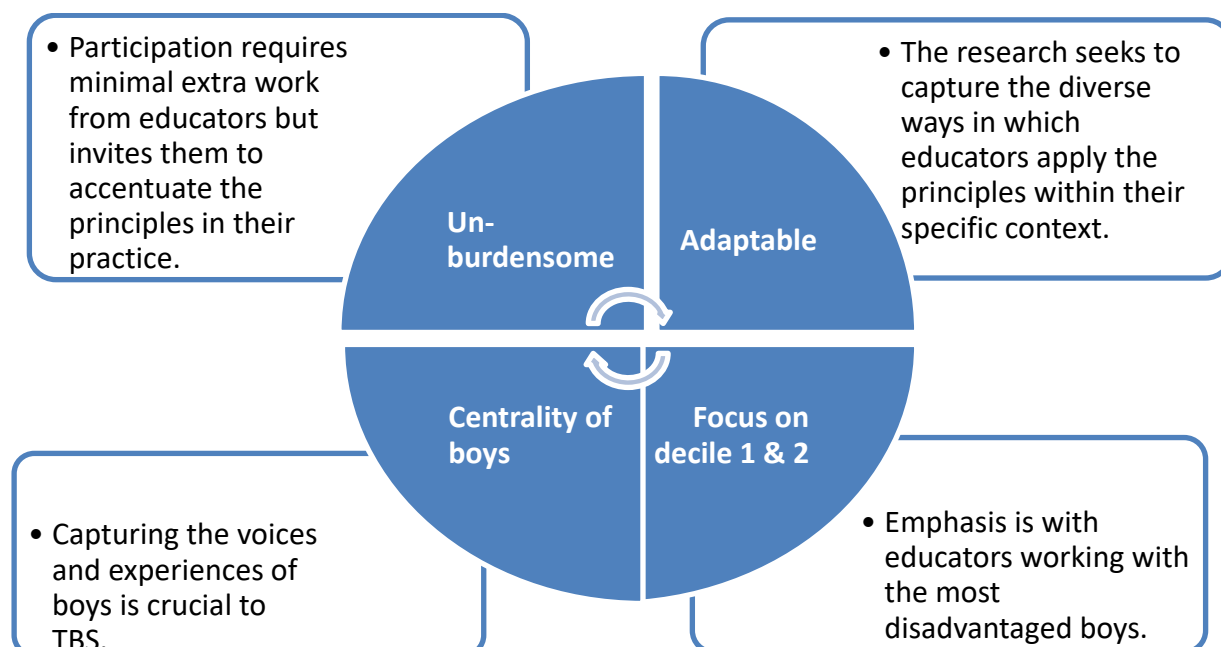 • Participation requires
minimal extra work
from educators but
invites them to
accentuate the
principles in their
practice.
• The research seeks to
capture the diverse
ways in which
educators apply the
principles within their
specific context.
Un-
burdensome
Adaptable
Centrality of
boys
Focus on
decile 1 & 2
• Capturing the voices
and experiences of
boys is crucial to
TBS.
• Emphasis is with
educators working with
the most
disadvantaged boys.